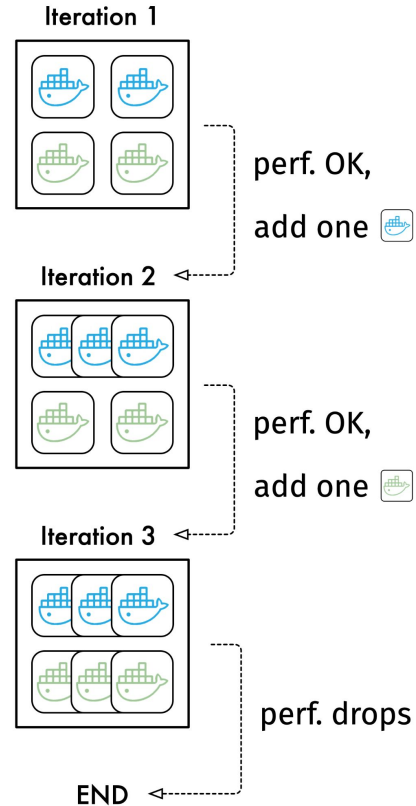 Iteration 1
perf. OK,
add one
Iteration 2
perf. OK,
add one
Iteration 3
perf. drops
END